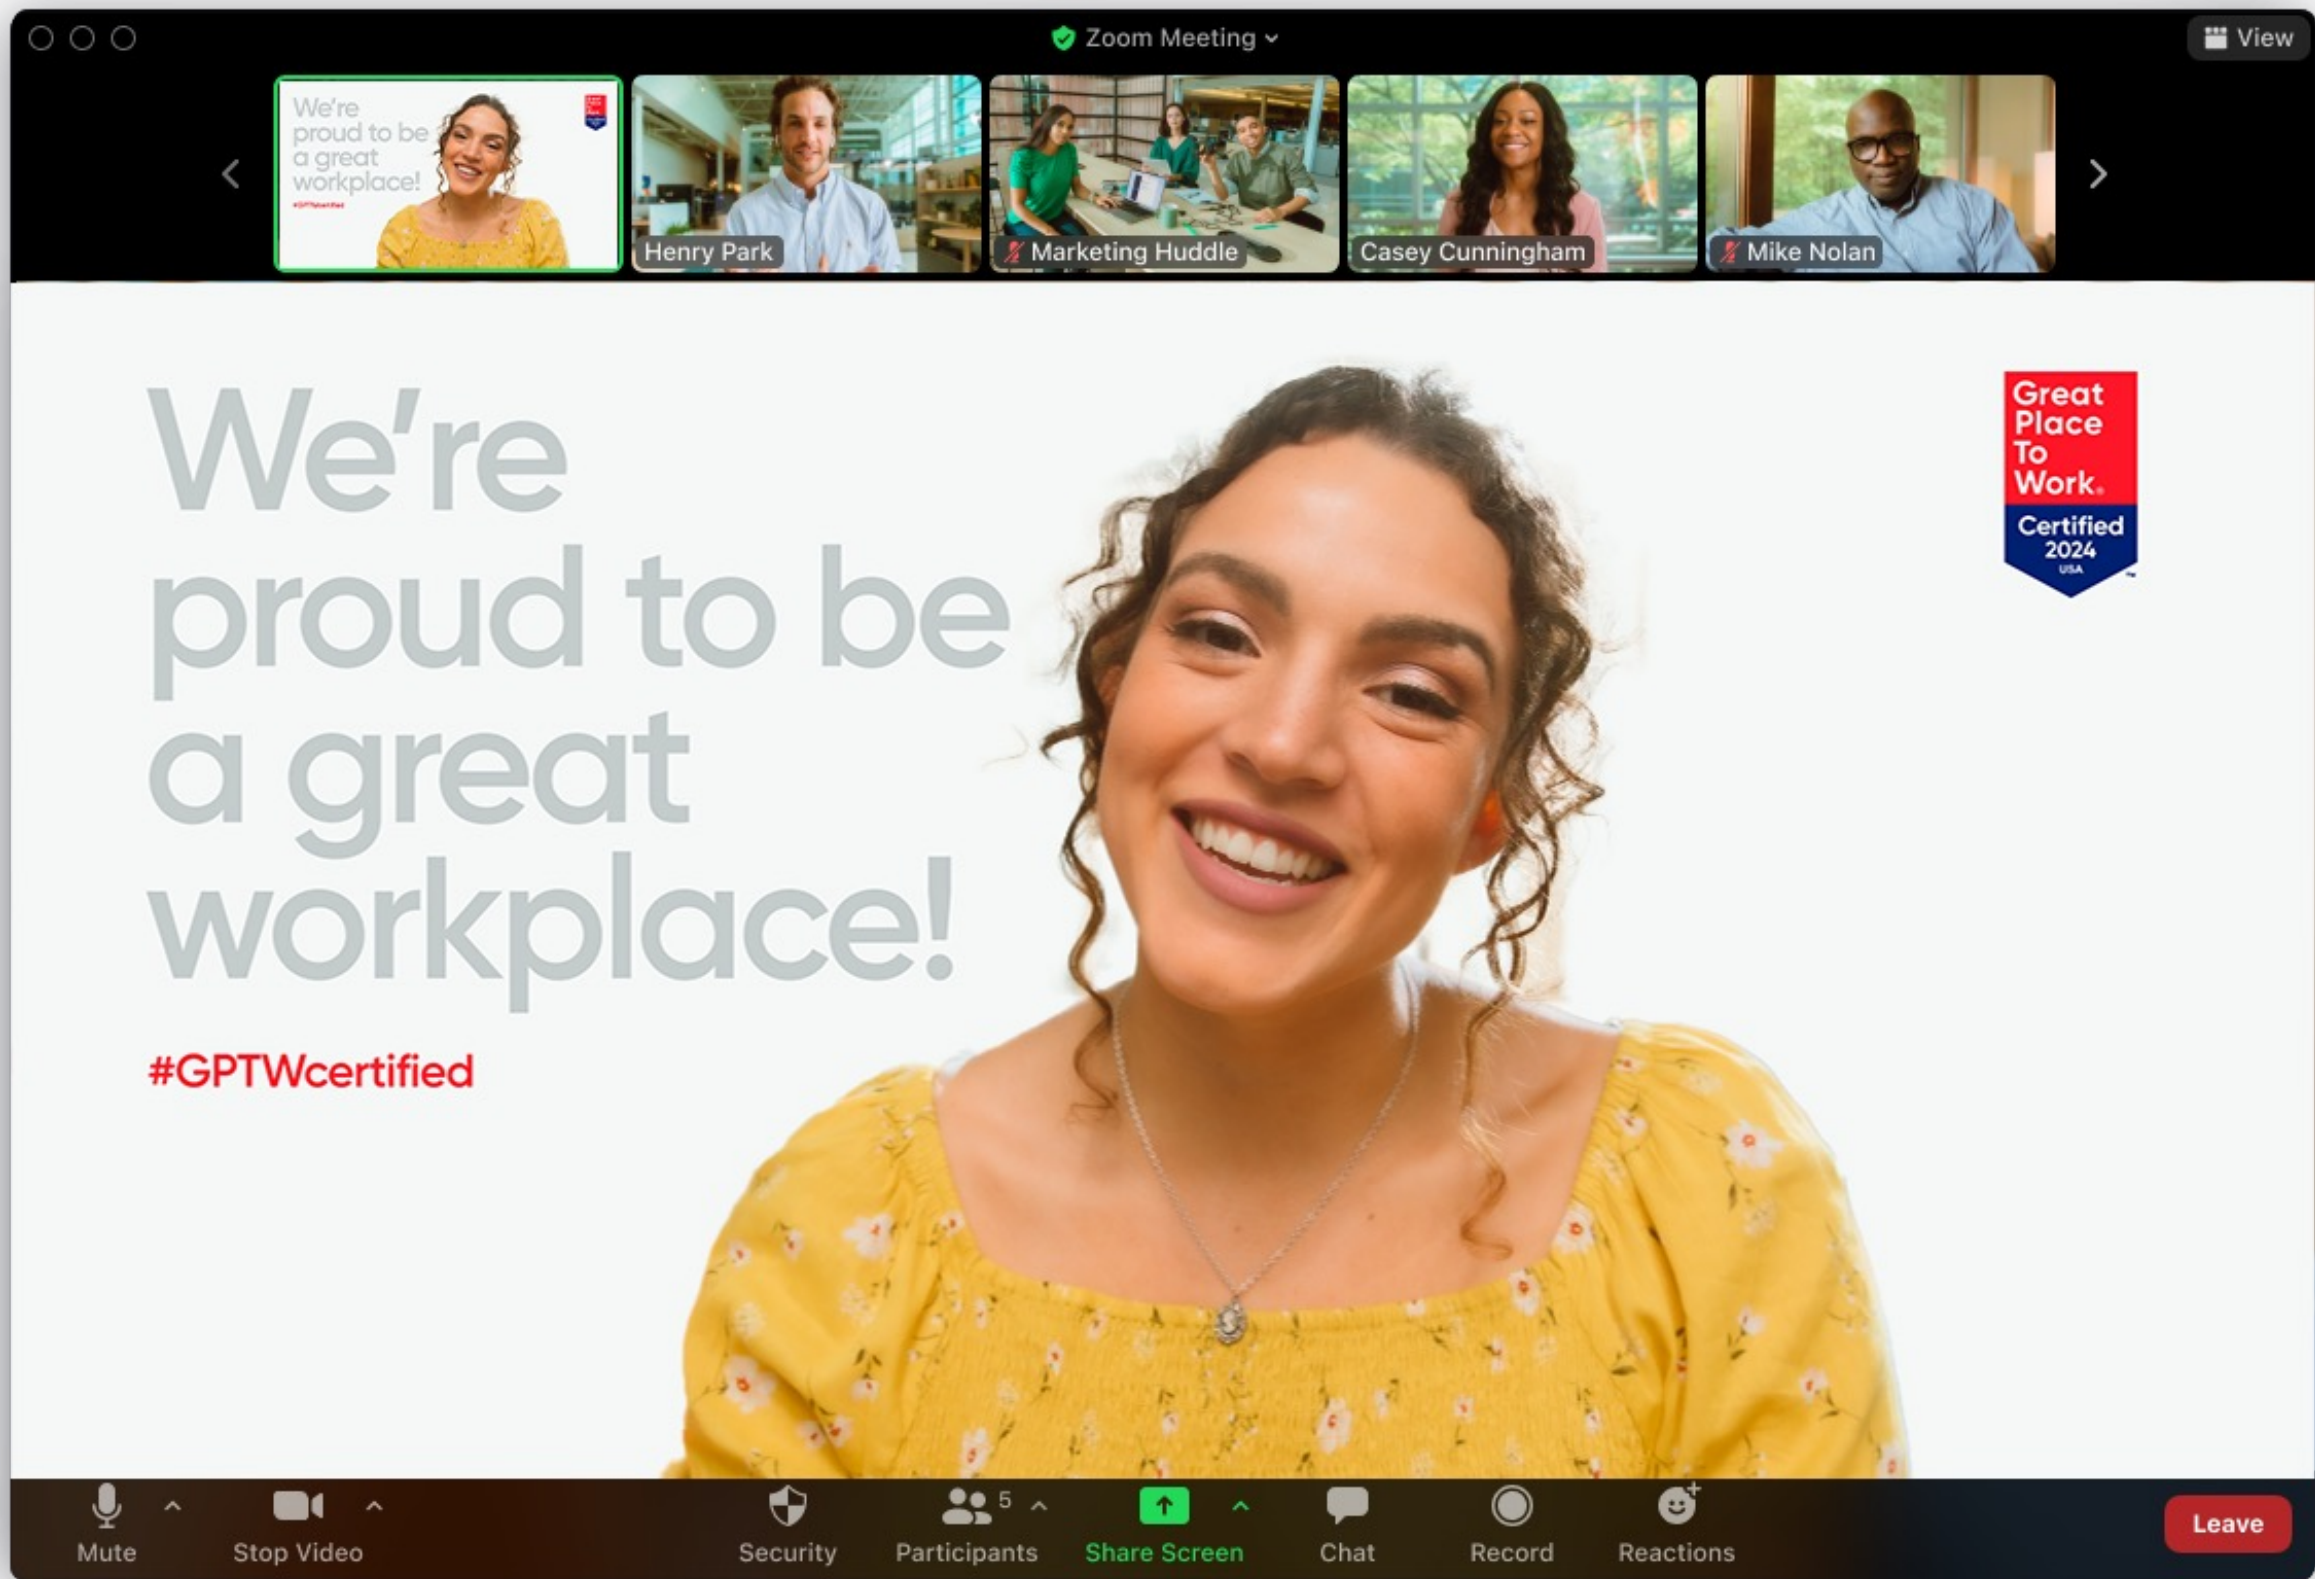 Zoom Meeting
View
We're
proud to be
a great
workplace!
Henry Park
Marketing Huddle
Casey Cunningham
Mike Nolan
We're
proud to be
a great
workplace!
#GPTWcertified
Great
Place
To
Work®
Certified
2024
USA
™
Mute
Stop Video
Security
Participants
5
Share Screen
Chat
Record
Reactions
Leave